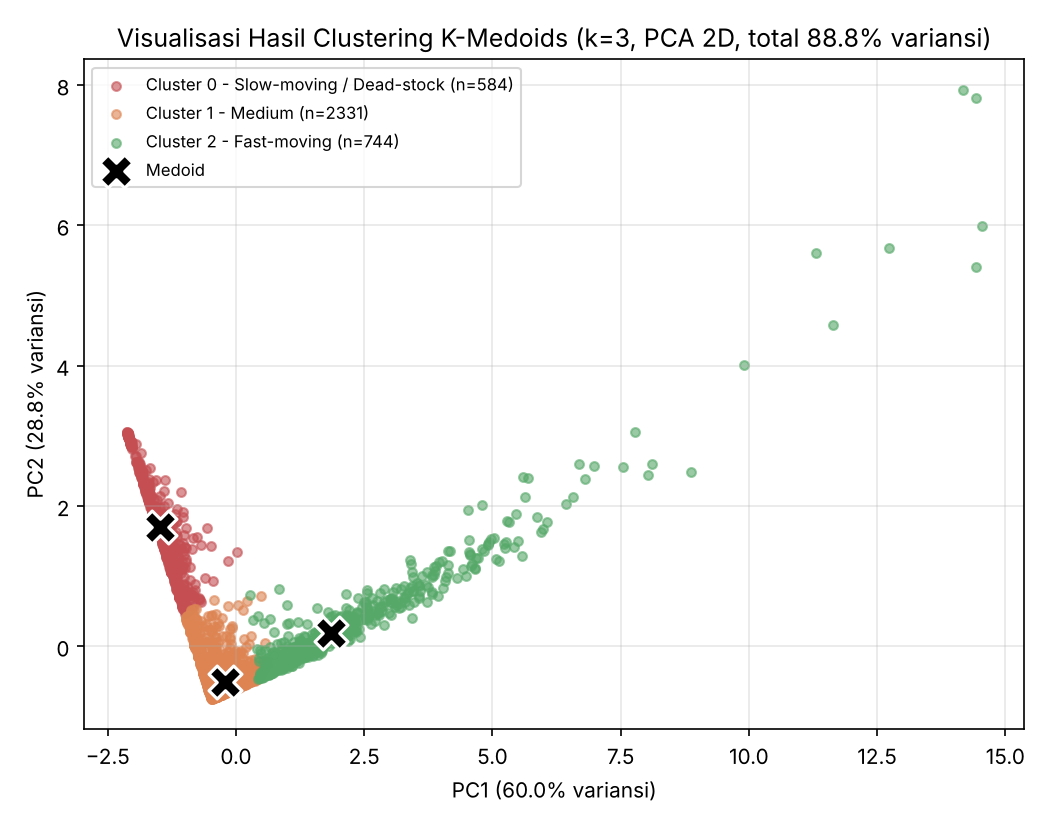 Visualisasi Hasil Clustering K-Medoids (k=3, PCA 2D, total 88.8% variansi)
Cluster 0 - Slow-moving / Dead-stock (n=584)
Cluster 1 - Medium (n=2331)
Cluster 2 - Fast-moving (n=744)
Medoid
PC2 (28.8% variansi)
8
6
4
2
0
−2.5 0.0 2.5 5.0 7.5 10.0 12.5 15.0
PC1 (60.0% variansi)